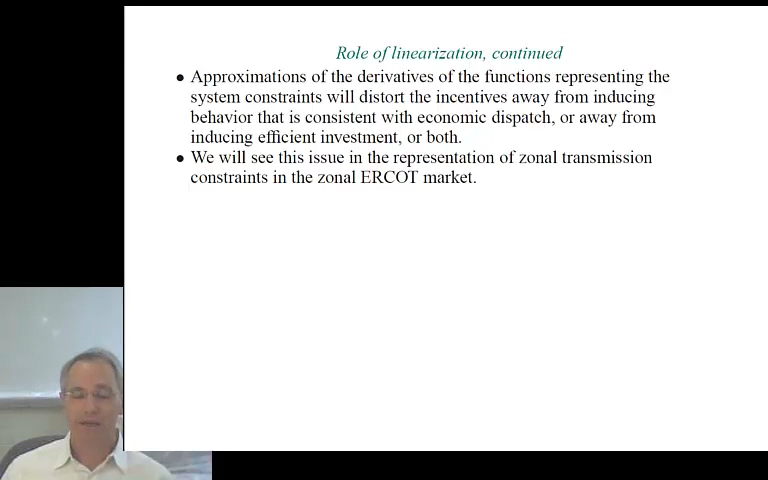 Role of linearization, continued
• Approximations of the derivatives of the functions representing the
system constraints will distort the incentives away from inducing
behavior that is consistent with economic dispatch, or away from
inducing efficient investment, or both.
• We will see this issue in the representation of zonal transmission
constraints in the zonal ERCOT market.